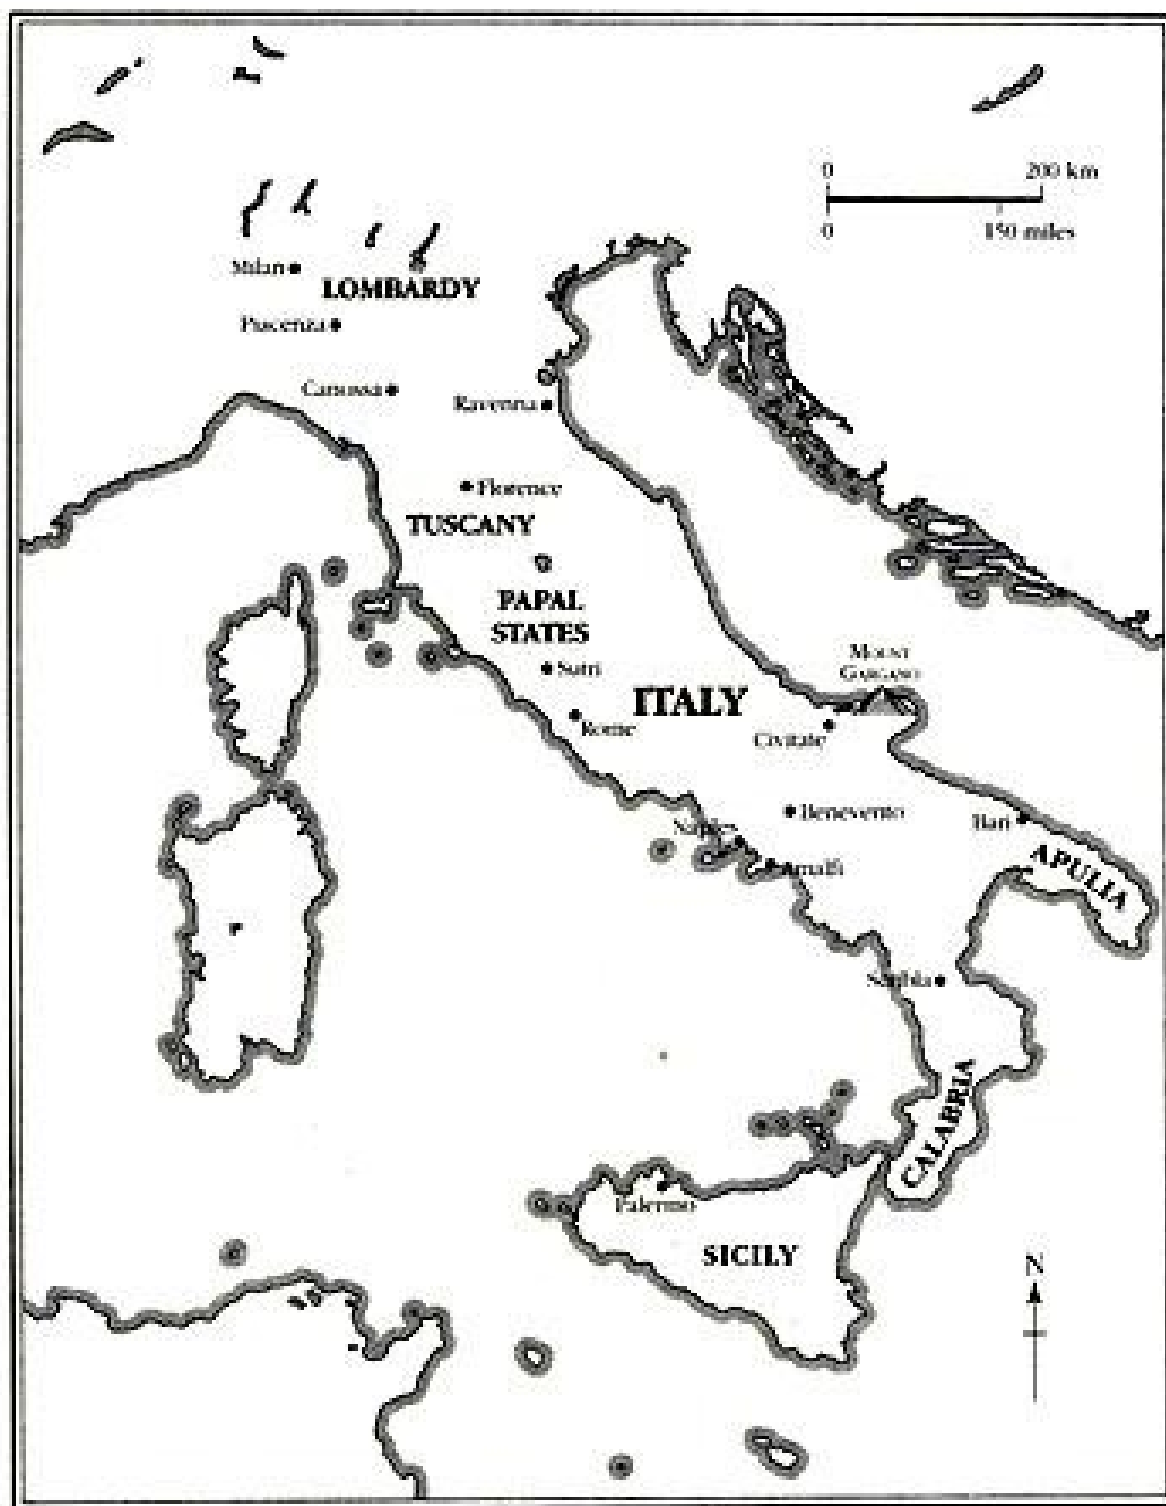 0 200 km
0 150 miles
Milan
LOMBARDY
Piacenza
Canossa
Ravenna
Florence
TUSCANY
PAPAL
STATES
MOUNT
GARGANO
Sutri
ITALY
Rome
Civitate
Benevento
Bari
Naples
APULIA
Amalfi
CALABRIA
Palermo
SICILY
N